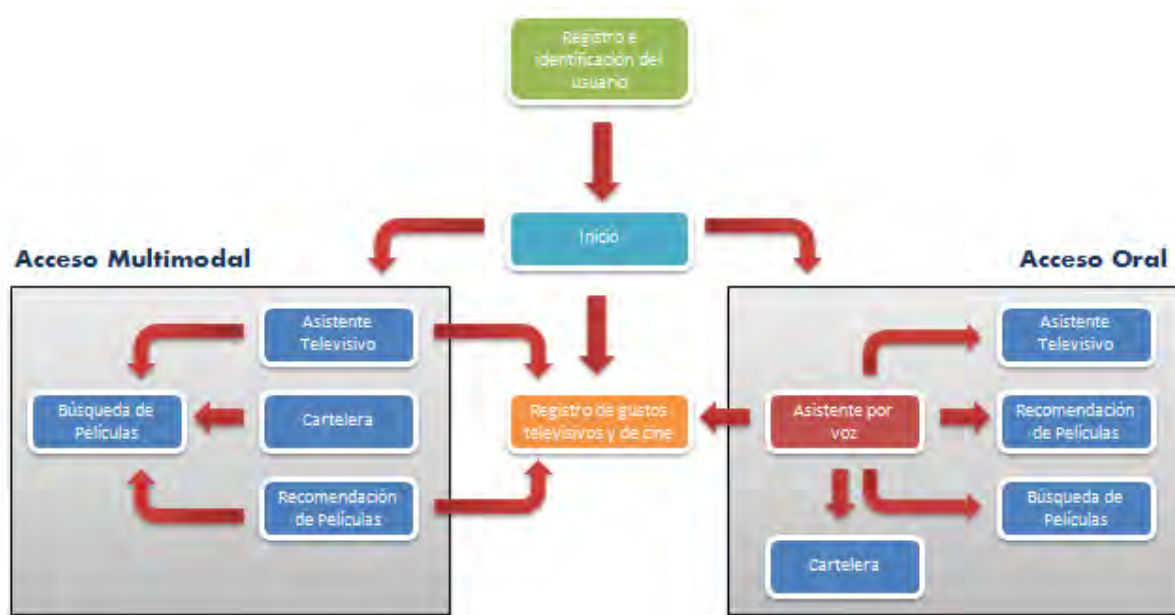 Registro e
identificación del
usuario
Inicio
Acceso Multimodal
Acceso Oral
Asistente
Televisivo
Búsqueda de
Películas
Cartelera
Recomendación
de Películas
Registro de gustos
televisivos y de cine
Asistente por
voz
Asistente
Televisivo
Recomendación
de Películas
Búsqueda de
Películas
Cartelera